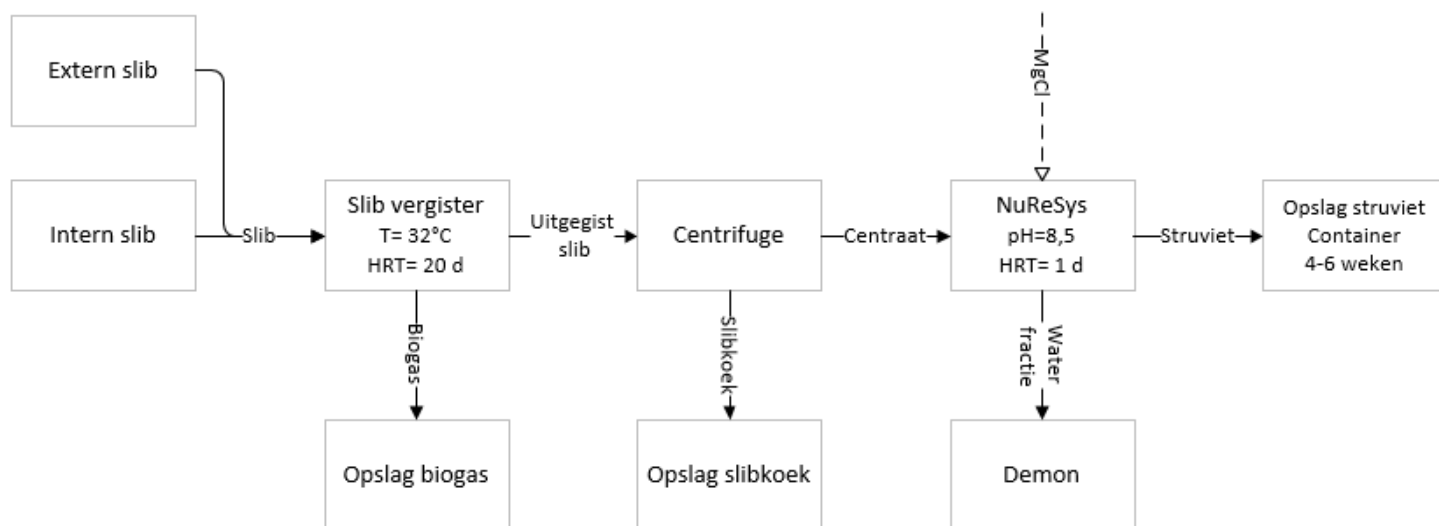 Extern slib
MgCl
Intern slib
Slib
Slib vergister
T= 32°C
HRT= 20 d
Uitgegist
slib
Centrifuge
Centraat
NuReSys
pH=8,5
HRT= 1 d
Struviet
Opslag struviet
Container
4-6 weken
Biogas
Slibkoek
Water
fractie
Opslag biogas
Opslag slibkoek
Demon